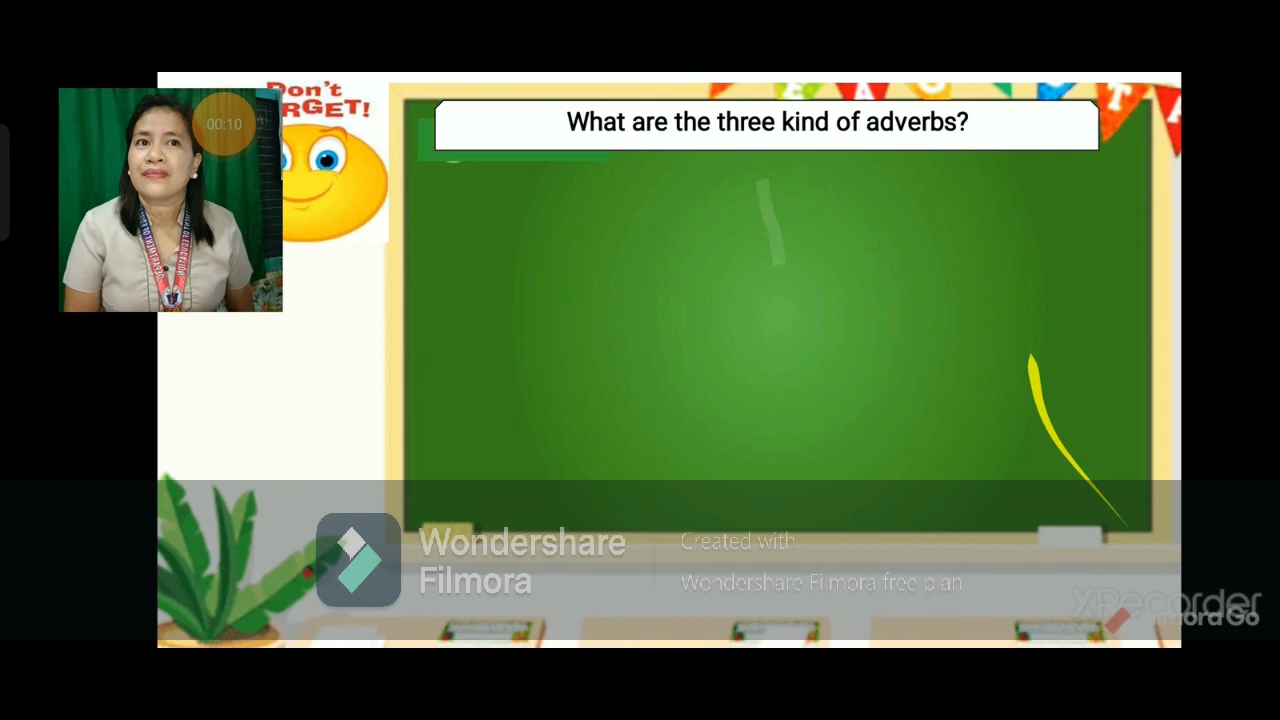 Don't
RGET!
00:10
What are the three kind of adverbs?
Wondershare
Filmora
Created with
Wondershare Filmora free plan
XRecorder